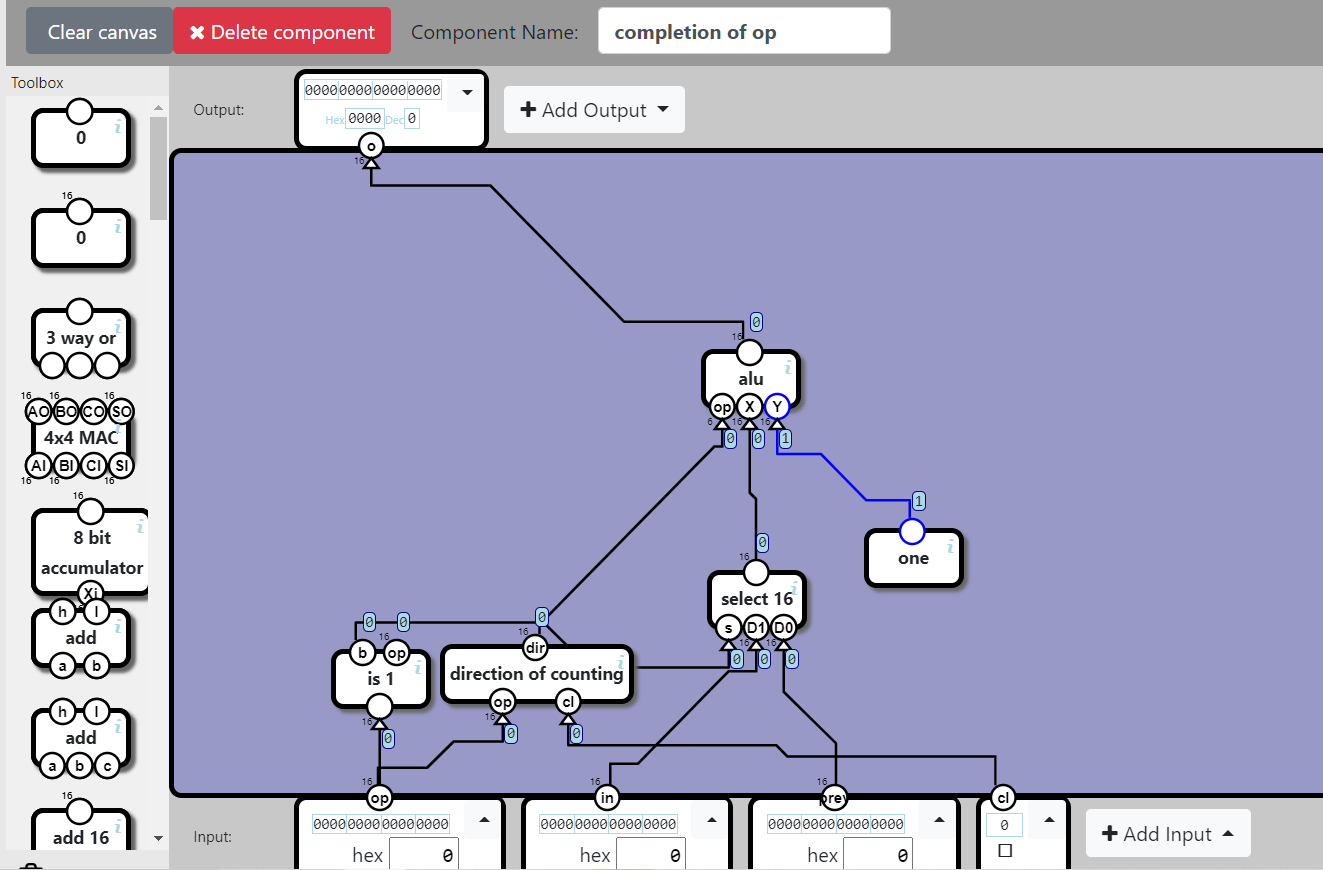 Clear canvas
✖ Delete component
Component Name:
completion of op
Toolbox
Output:
0000000000000000
Hex 0000 Dec 0
+ Add Output
o
16
0
i
16
0
i
3 way or
i
16 16 16
AO BO CO SO
4x4 MAC
i
AI BI CI SI
16 16 16
16
8 bit
accumulator
i
Xi
h l
add
i
a b
h l
add
i
a b c
16
add 16
i
0
16
alu
i
op X Y
6 16 16
0 0 1
1
one
i
0
16
select 16
i
s D1 D0
16 16
0 0 0
0 0
16
b op
is 1
i
16
0
0
16
dir
direction of counting
i
op cl
16
0 0
16 16 16
op in prev cl
Input:
0000000000000000
hex 0
0000000000000000
hex 0
0000000000000000
hex 0
0
+ Add Input